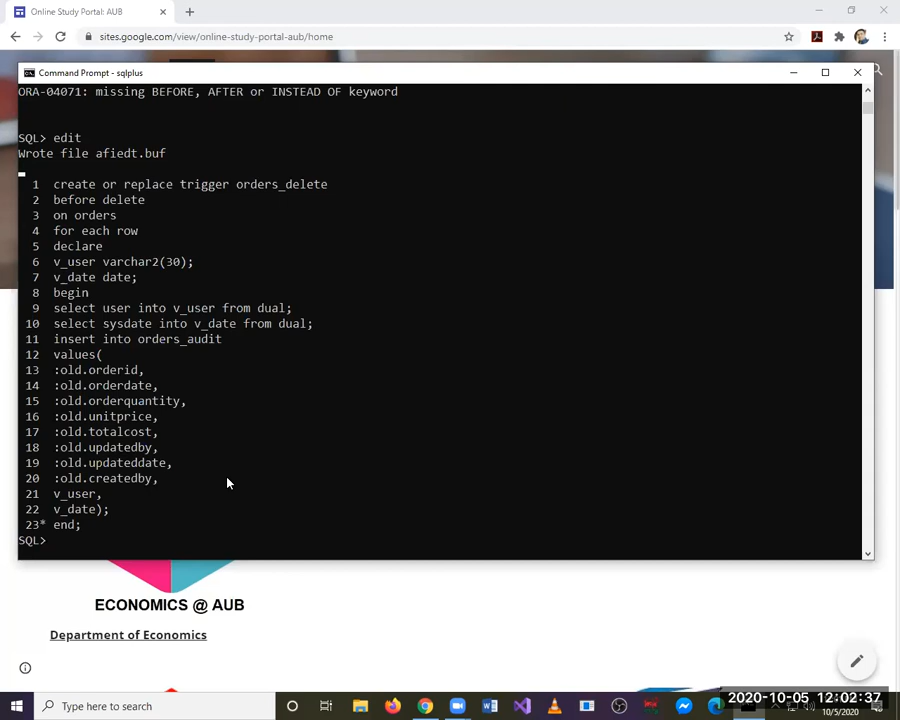 Online Study Portal: AUB
sites.google.com/view/online-study-portal-aub/home
Command Prompt - sqlplus
ORA-04071: missing BEFORE, AFTER or INSTEAD OF keyword
SQL> edit
Wrote file afiedt.buf
1 create or replace trigger orders_delete
2 before delete
3 on orders
4 for each row
5 declare
6 v_user varchar2(30);
7 v_date date;
8 begin
9 select user into v_user from dual;
10 select sysdate into v_date from dual;
11 insert into orders_audit
12 values(
13 :old.orderid,
14 :old.orderdate,
15 :old.orderquantity,
16 :old.unitprice,
17 :old.totalcost,
18 :old.updatedby,
19 :old.updateddate,
20 :old.createdby,
21 v_user,
22 v_date);
23* end;
SQL>
ECONOMICS @ AUB
Department of Economics
Type here to search
2020-10-05 12:02:37
10/5/2020